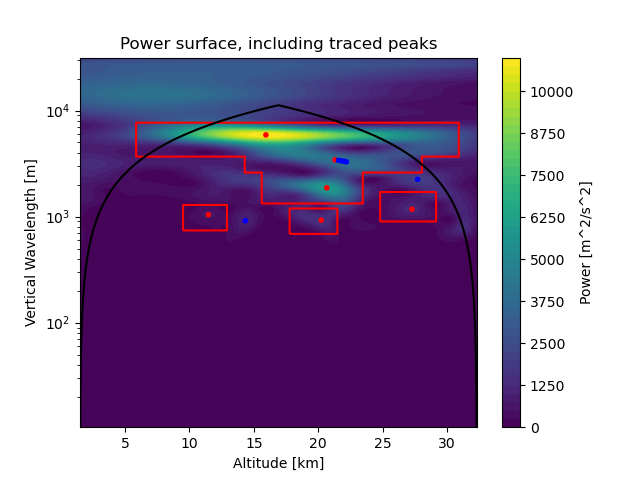 Power surface, including traced peaks
10^4
10^3
10^2
Vertical Wavelength [m]
5 10 15 20 25 30
Altitude [km]
10000
8750
7500
6250
5000
3750
2500
1250
0
Power [m^2/s^2]